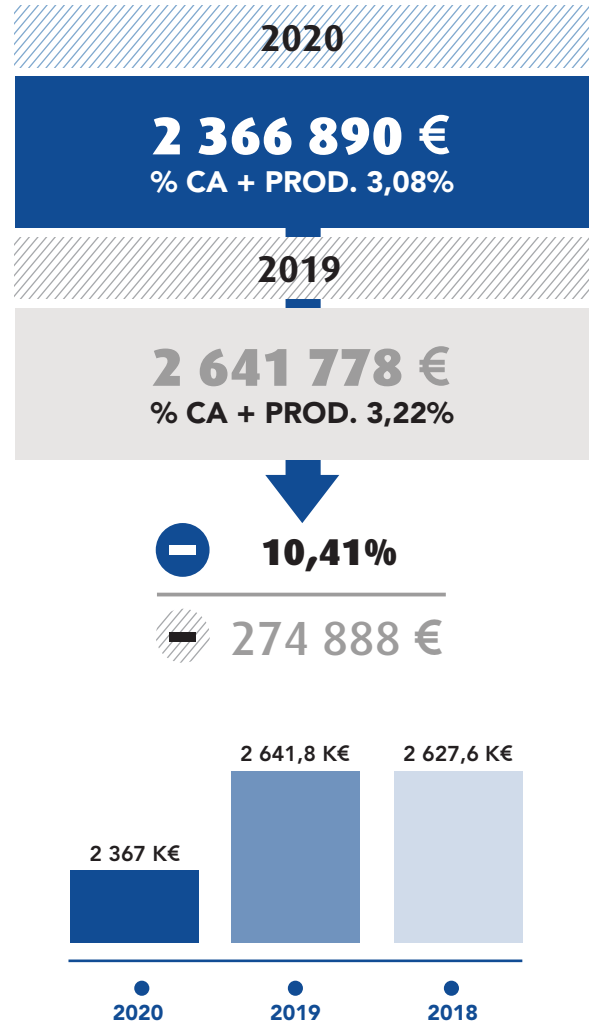 2020
2 366 890 €
% CA + PROD. 3,08%
2019
2 641 778 €
% CA + PROD. 3,22%
10,41%
274 888 €
2 641,8 K€ 2 627,6 K€
2 367 K€
2020 2019 2018